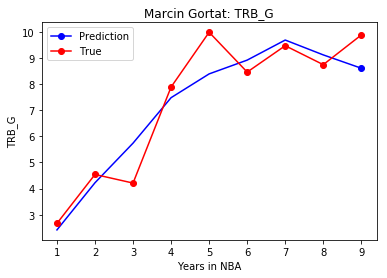 Marcin Gortat: TRB_G
Prediction
True
TRB_G
10
9
8
7
6
5
4
3
1 2 3 4 5 6 7 8 9
Years in NBA